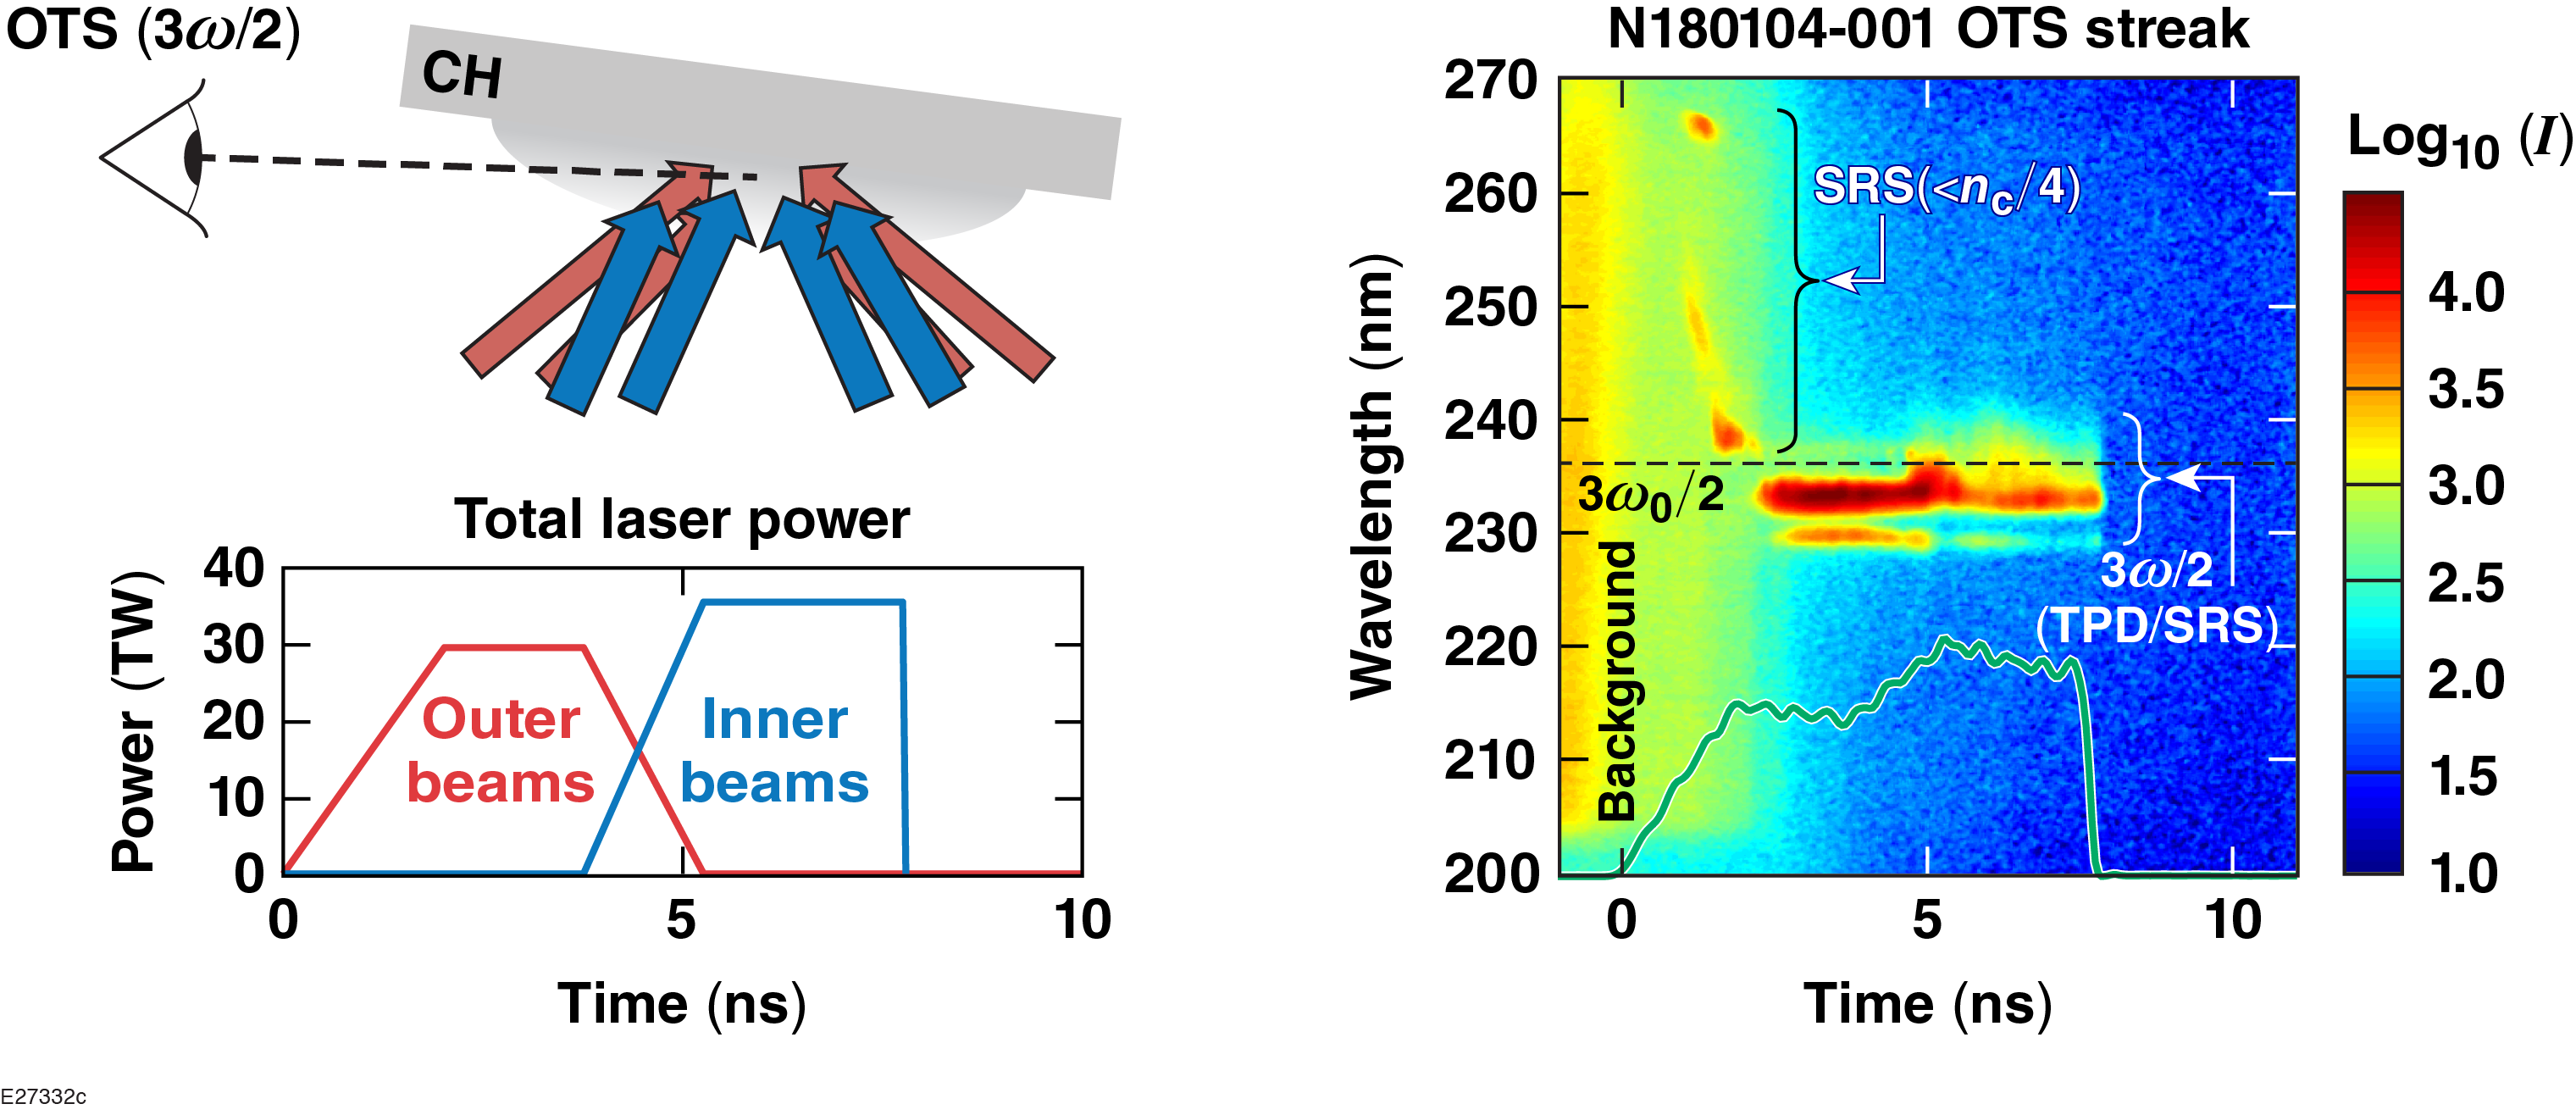 OTS (3ω/2)
CH
Total laser power
Power (TW)
40
30
20
10
0
Outer
beams
Inner
beams
0
5
10
Time (ns)
E27332c
N180104-001 OTS streak
Wavelength (nm)
270
260
250
240
230
220
210
200
SRS(<nc/4)
3ω0/2
Background
3ω/2
(TPD/SRS)
0
5
10
Time (ns)
Log10 (I)
4.0
3.5
3.0
2.5
2.0
1.5
1.0